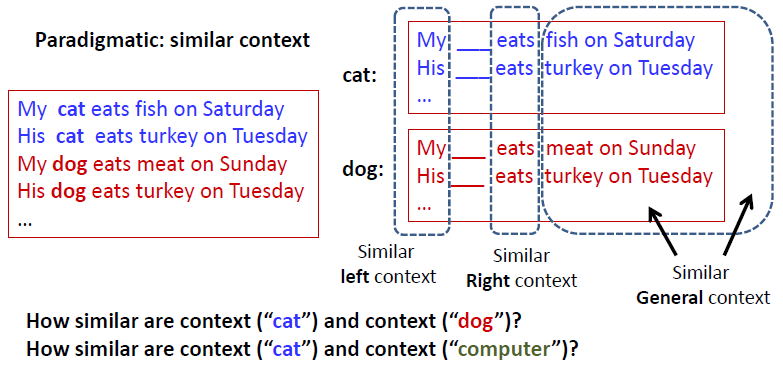 Paradigmatic: similar context
My cat eats fish on Saturday
His cat eats turkey on Tuesday
My dog eats meat on Sunday
His dog eats turkey on Tuesday
...
cat:
My ___ eats fish on Saturday
His ___ eats turkey on Tuesday
...
dog:
My ___ eats meat on Sunday
His ___ eats turkey on Tuesday
...
Similar
left context
Similar
Right context
Similar
General context
How similar are context (“cat”) and context (“dog”)?
How similar are context (“cat”) and context (“computer”)?